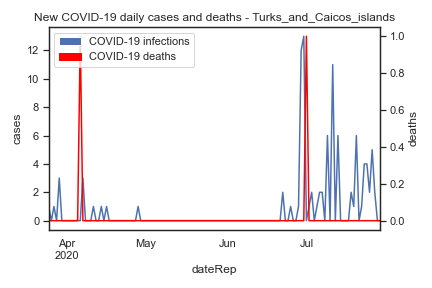 New COVID-19 daily cases and deaths - Turks_and_Caicos_islands
COVID-19 infections
COVID-19 deaths
12
10
8
6
4
2
0
cases
1.0
0.8
0.6
0.4
0.2
0.0
deaths
Apr May Jun Jul
2020
dateRep